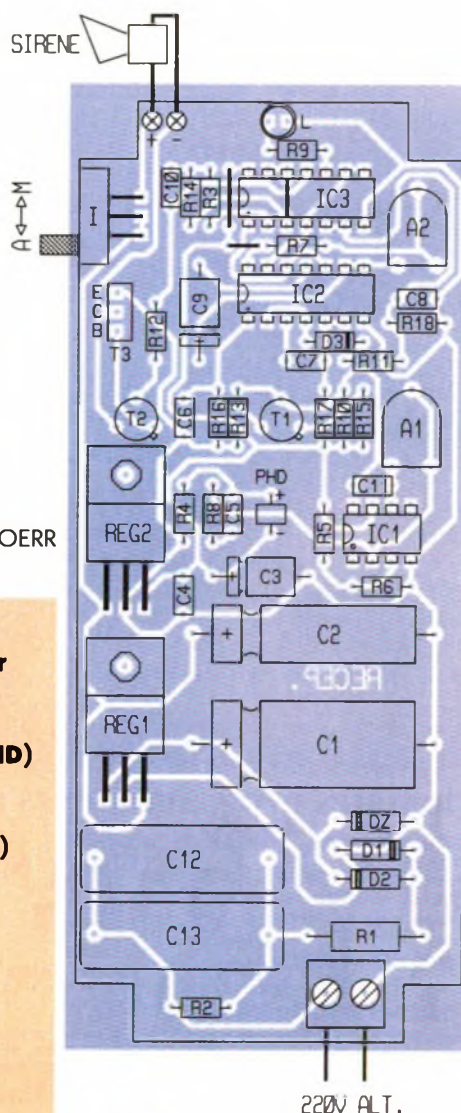 SIRENE
+ -
L
R9
A↔M
I
C10
R14
R3
IC3
A2
R7
E
C
B
T3
R12
C9
IC2
C8
R18
D3
C7
R11
T2
C6
R16
R13
T1
R17
R10
R15
A1
PHD
+
-
OERR
REG2
R4
R8
C5
R5
IC1
R6
C4
+
C3
r
ID)
)
REG1
+
C2
RECEP.
+
C1
DZ
D1
D2
C12
C13
R1
R2
220V ALT.